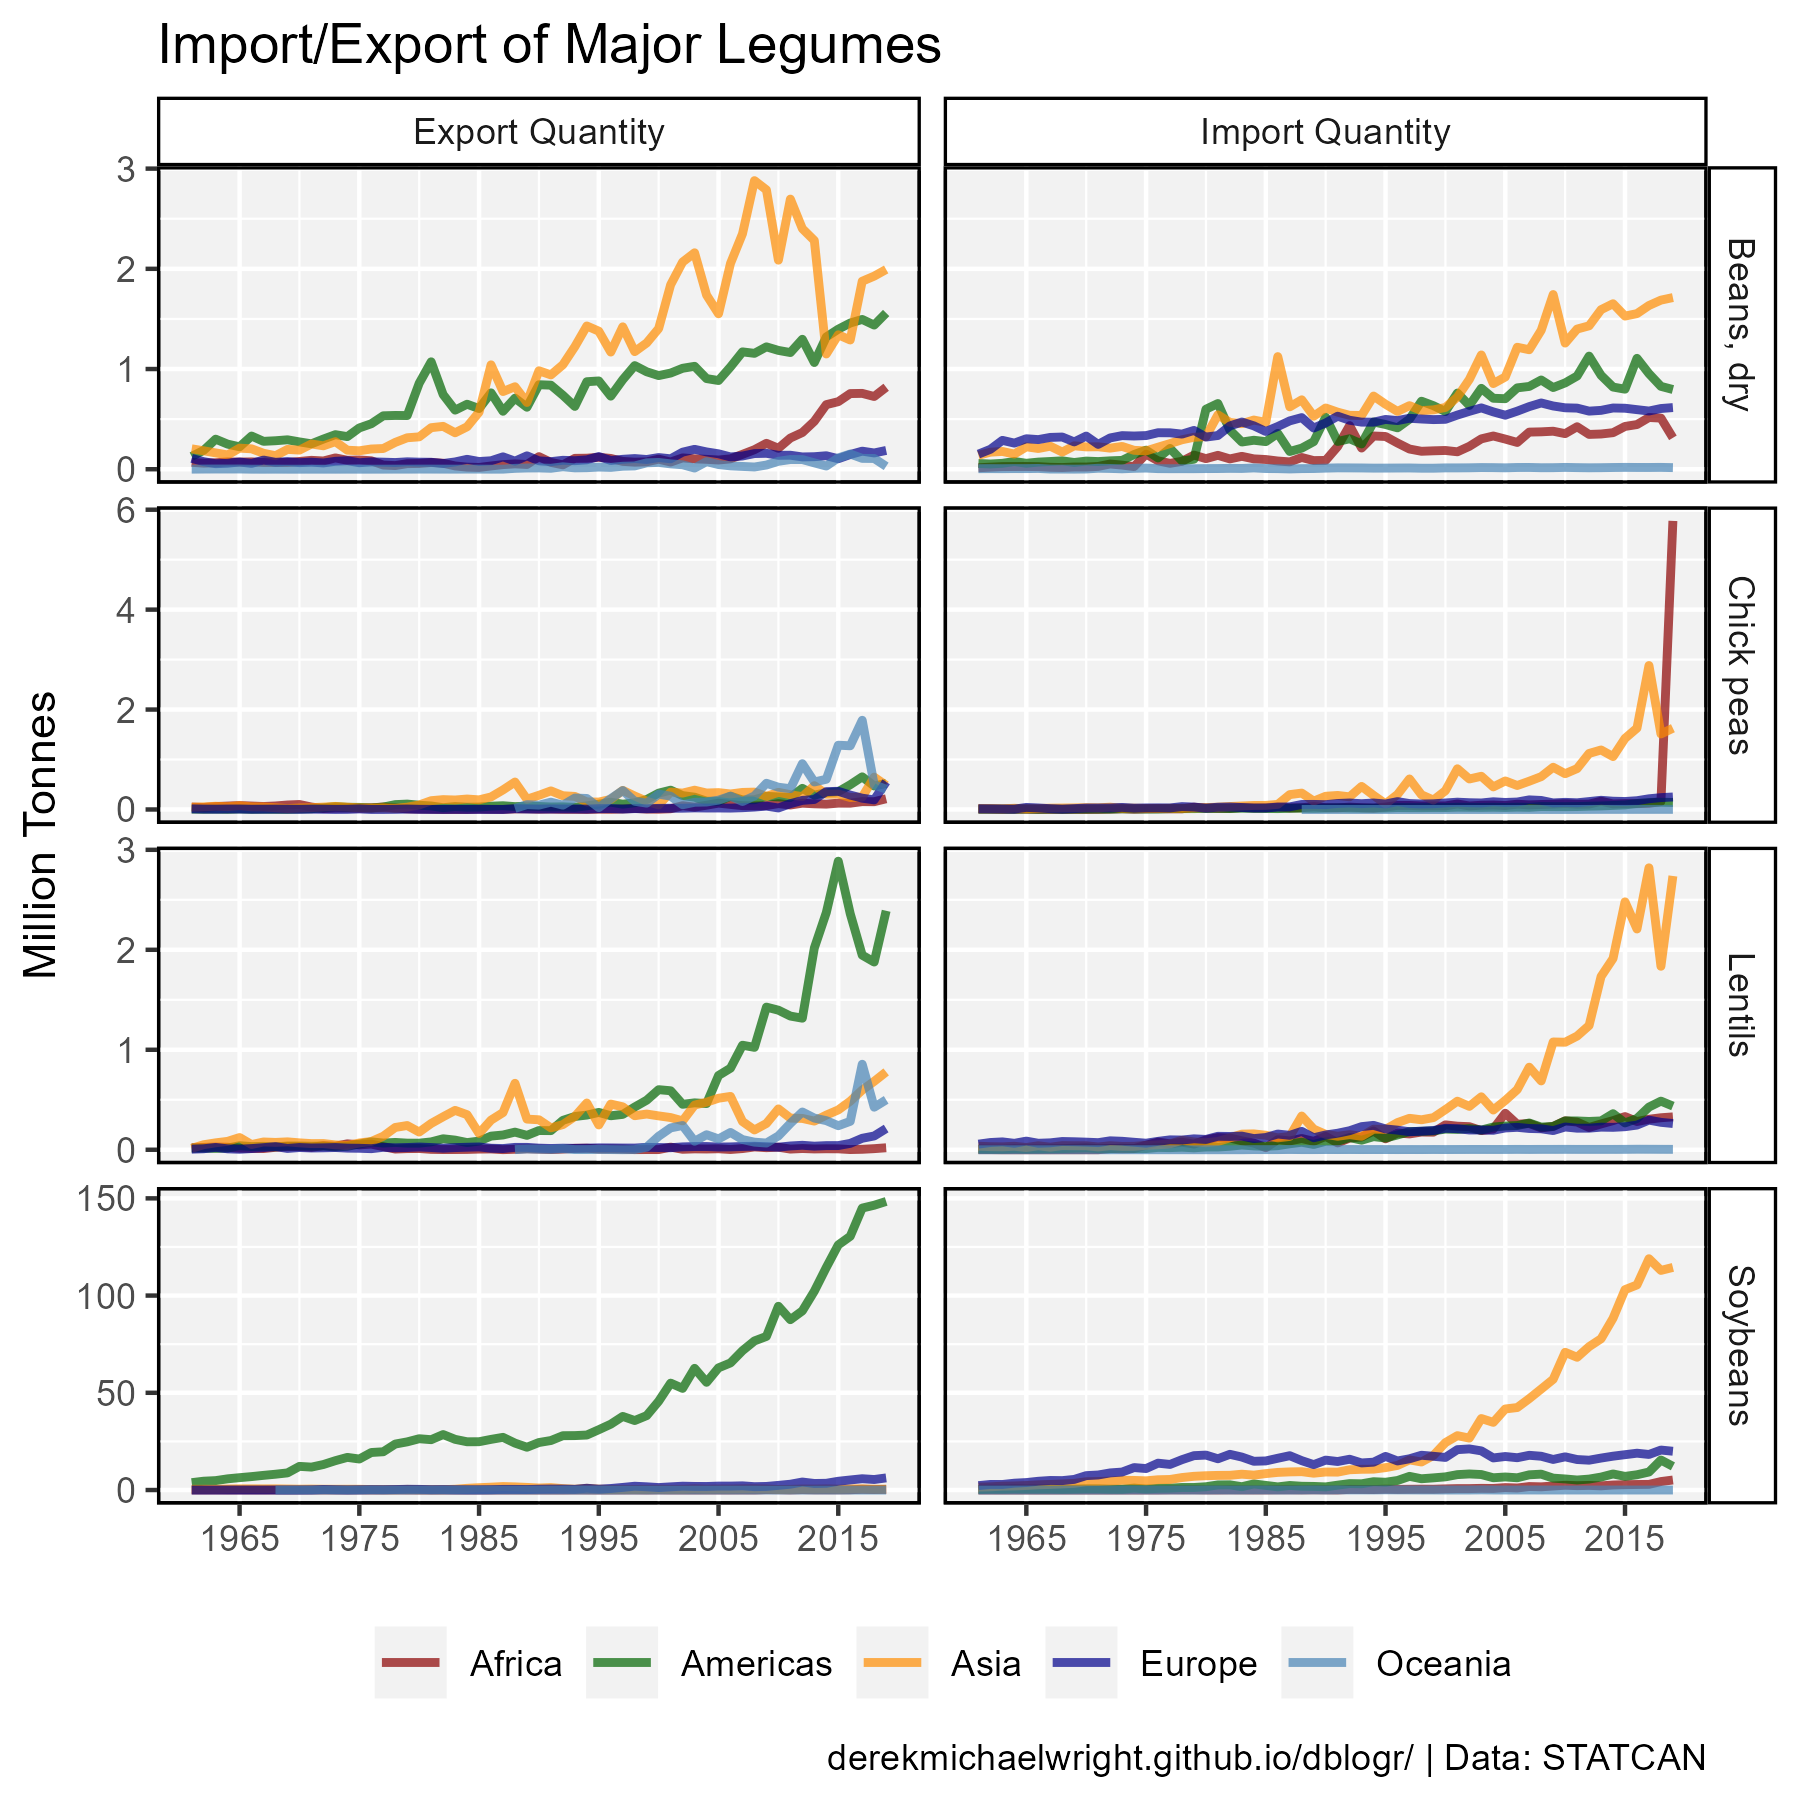 Import/Export of Major Legumes
Export Quantity
Import Quantity
3
2
1
0
Beans, dry
6
4
2
0
Chick peas
Million Tonnes
3
2
1
0
Lentils
150
100
50
0
Soybeans
1965 1975 1985 1995 2005 2015
1965 1975 1985 1995 2005 2015
Africa Americas Asia Europe Oceania
derekmichaelwright.github.io/dblogr/ | Data: STATCAN